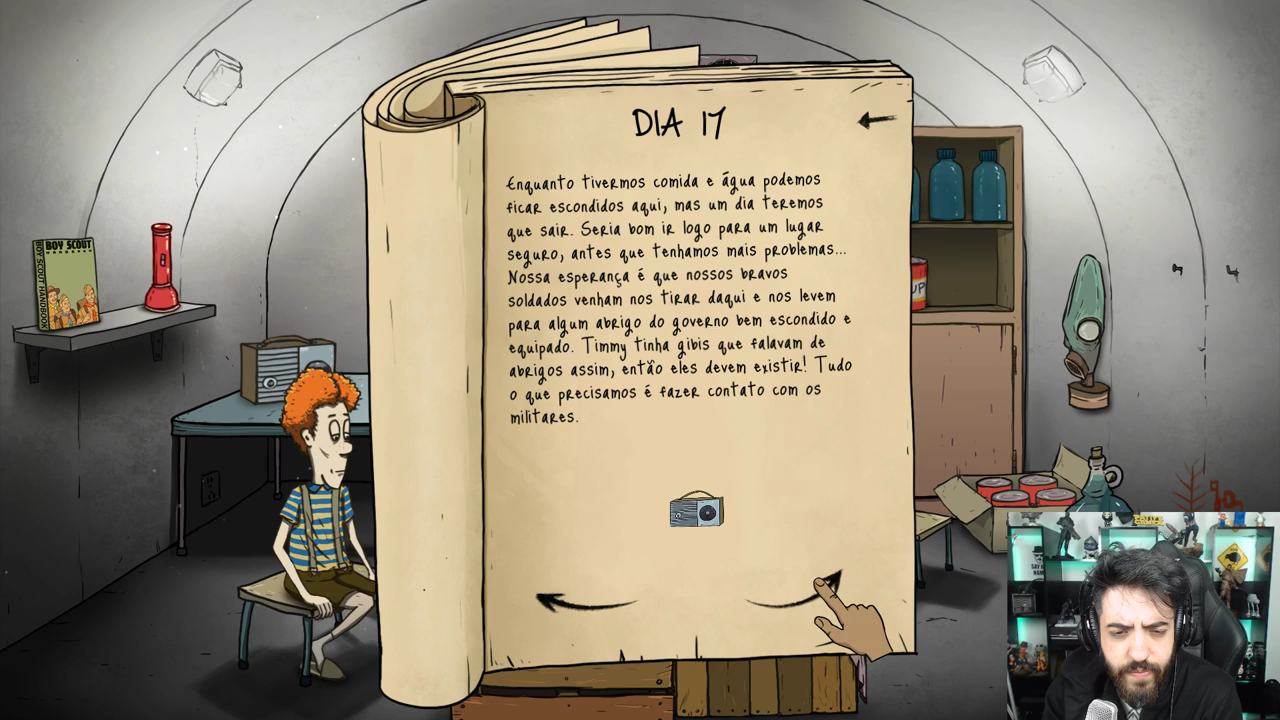 DIA 17
Enquanto tivermos comida e água podemos
ficar escondidos aqui, mas um dia teremos
que sair. Seria bom ir logo para um lugar
seguro, antes que tenhamos mais problemas...
Nossa esperança é que nossos bravos
soldados venham nos tirar daqui e nos levem
para algum abrigo do governo bem escondido e
equipado. Timmy tinha gibis que falavam de
abrigos assim, então eles devem existir! Tudo
o que precisamos é fazer contato com os
militares.
BOY SCOUT
BOY SCOUT HANDBOOK
UP